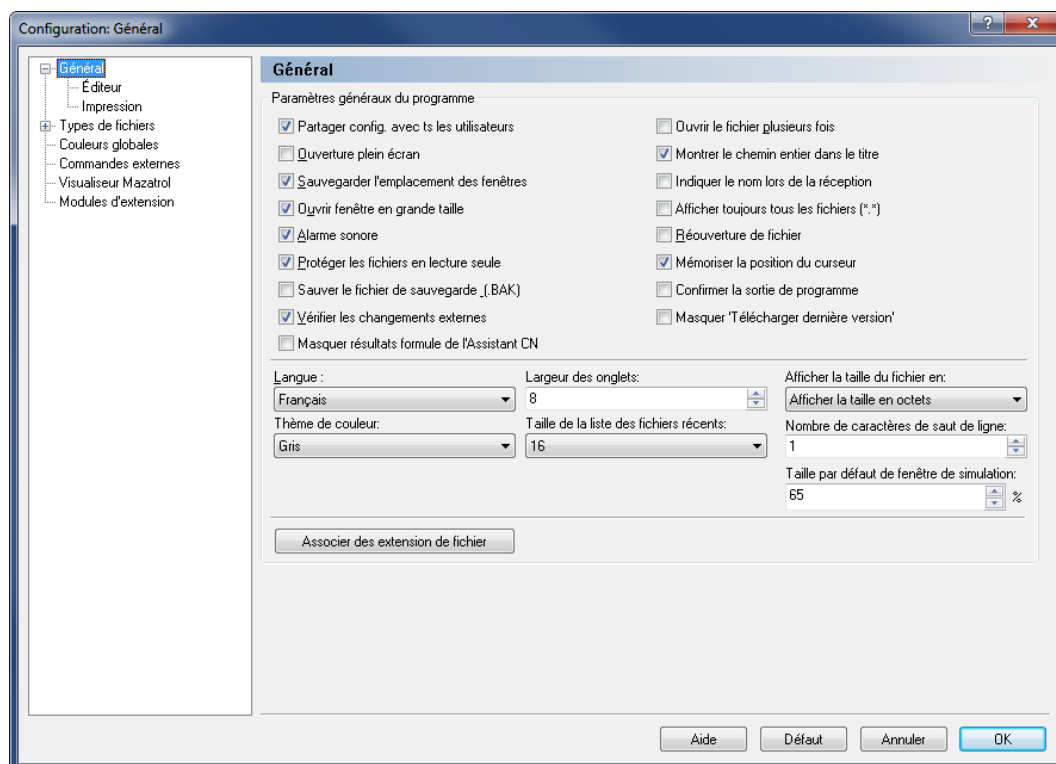 Configuration: Général
Général
Éditeur
Impression
Types de fichiers
Couleurs globales
Commandes externes
Visualiseur Mazatrol
Modules d'extension
Général
Paramètres généraux du programme
Partager config. avec ts les utilisateurs
Ouverture plein écran
Sauvegarder l'emplacement des fenêtres
Ouvrir fenêtre en grande taille
Alarme sonore
Protéger les fichiers en lecture seule
Sauver le fichier de sauvegarde_(.BAK)
Vérifier les changements externes
Masquer résultats formule de l'Assistant CN
Ouvrir le fichier plusieurs fois
Montrer le chemin entier dans le titre
Indiquer le nom lors de la réception
Afficher toujours tous les fichiers (*.*)
Réouverture de fichier
Mémoriser la position du curseur
Confirmer la sortie de programme
Masquer 'Télécharger dernière version'
Langue :
Français
Largeur des onglets:
8
Afficher la taille du fichier en:
Afficher la taille en octets
Thème de couleur:
Gris
Taille de la liste des fichiers récents:
16
Nombre de caractères de saut de ligne:
1
Taille par défaut de fenêtre de simulation:
65 %
Associer des extension de fichier
Aide
Défaut
Annuler
OK